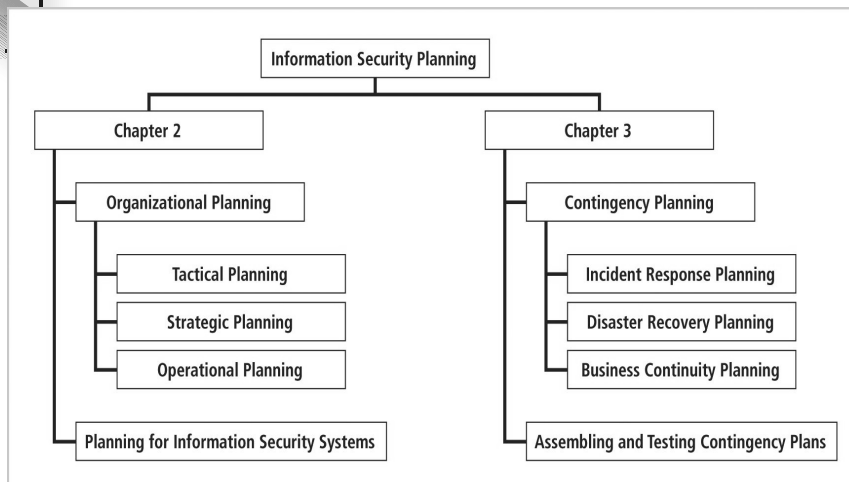 Information Security Planning
Chapter 2
Chapter 3
Organizational Planning
Contingency Planning
Tactical Planning
Incident Response Planning
Strategic Planning
Disaster Recovery Planning
Operational Planning
Business Continuity Planning
Planning for Information Security Systems
Assembling and Testing Contingency Plans